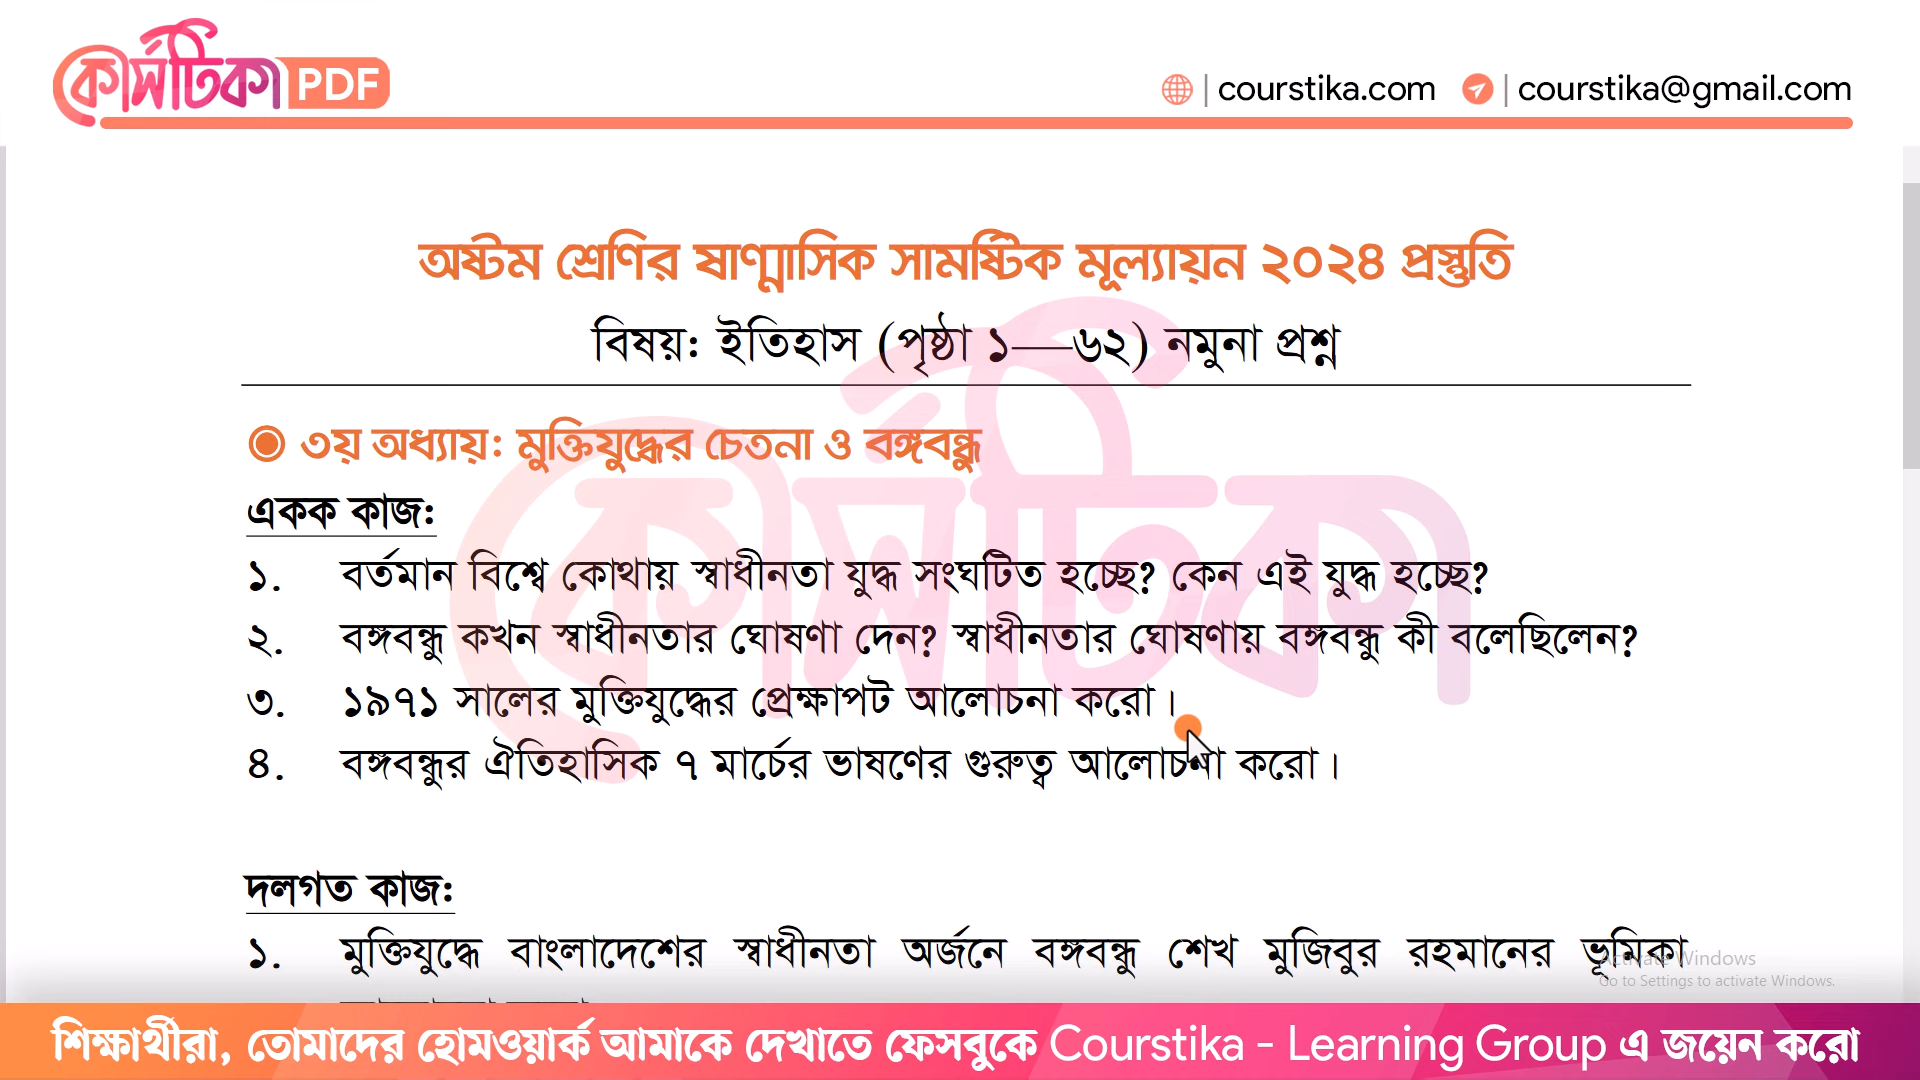 কোর্সটিকা PDF
| courstika.com | courstika@gmail.com
অষ্টম শ্রেণির ষাণ্মাসিক সামষ্টিক মূল্যায়ন ২০২৪ প্রস্তুতি
বিষয়: ইতিহাস (পৃষ্ঠা ১—৬২) নমুনা প্রশ্ন
৩য় অধ্যায়: মুক্তিযুদ্ধের চেতনা ও বঙ্গবন্ধু
একক কাজ:
১. বর্তমান বিশ্বে কোথায় স্বাধীনতা যুদ্ধ সংঘটিত হচ্ছে? কেন এই যুদ্ধ হচ্ছে?
২. বঙ্গবন্ধু কখন স্বাধীনতার ঘোষণা দেন? স্বাধীনতার ঘোষণায় বঙ্গবন্ধু কী বলেছিলেন?
৩. ১৯৭১ সালের মুক্তিযুদ্ধের প্রেক্ষাপট আলোচনা করো।
৪. বঙ্গবন্ধুর ঐতিহাসিক ৭ মার্চের ভাষণের গুরুত্ব আলোচনা করো।
কোর্সটিকা
দলগত কাজ:
১. মুক্তিযুদ্ধে বাংলাদেশের স্বাধীনতা অর্জনে বঙ্গবন্ধু শেখ মুজিবুর রহমানের ভূমিকা
Activate Windows
Go to Settings to activate Windows.
শিক্ষার্থীরা, তোমাদের হোমওয়ার্ক আমাকে দেখাতে ফেসবুকে Courstika - Learning Group এ জয়েন করো